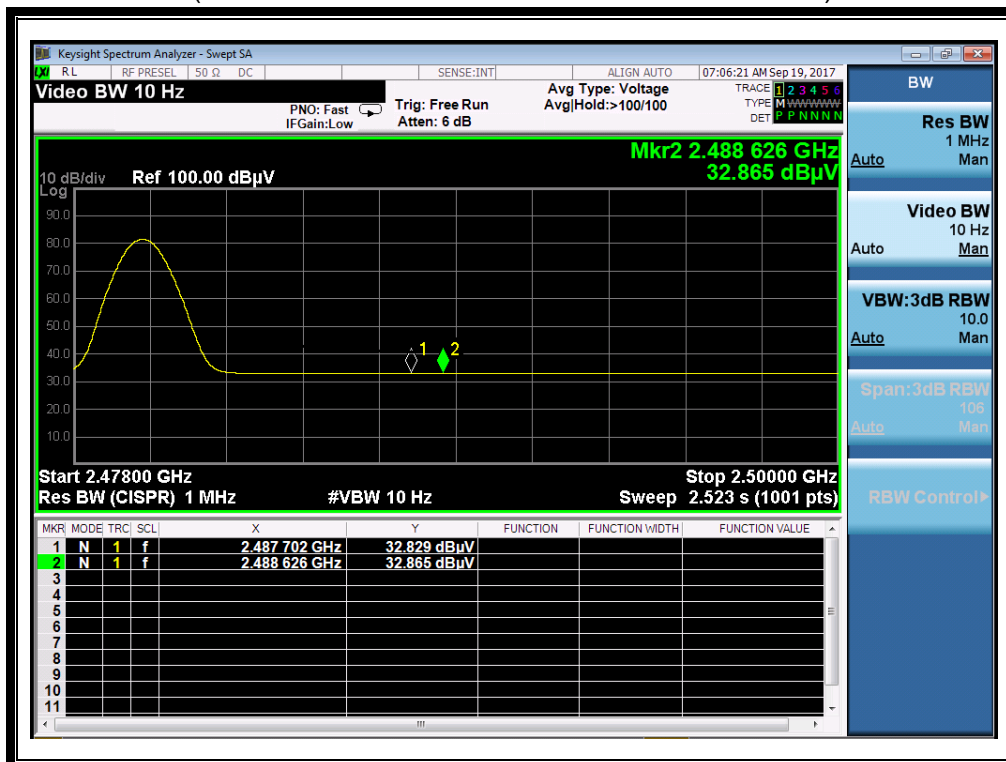 Keysight Spectrum Analyzer - Swept SA
LXI RL RF PRESEL 50 Ω DC SENSE:INT ALIGN AUTO 07:06:21 AM Sep 19, 2017
Video BW 10 Hz
PNO: Fast
IFGain:Low
Trig: Free Run
Atten: 6 dB
Avg Type: Voltage
Avg|Hold:>100/100
TRACE 1 2 3 4 5 6
TYPE M WWWWW
DET P P N N N N
Mkr2 2.488 626 GHz
32.865 dBµV
10 dB/div Ref 100.00 dBµV
Log
90.0
80.0
70.0
60.0
50.0
40.0
30.0
20.0
10.0
1 2
Start 2.47800 GHz Stop 2.50000 GHz
Res BW (CISPR) 1 MHz #VBW 10 Hz Sweep 2.523 s (1001 pts)
MKR MODE TRC SCL X Y FUNCTION FUNCTION WIDTH FUNCTION VALUE
1 N 1 f 2.487 702 GHz 32.829 dBµV
2 N 1 f 2.488 626 GHz 32.865 dBµV
3
4
5
6
7
8
9
10
11
BW
Res BW
1 MHz
Auto Man
Video BW
10 Hz
Auto Man
VBW:3dB RBW
10.0
Auto Man
Span:3dB RBW
106
Auto Man
RBW Control